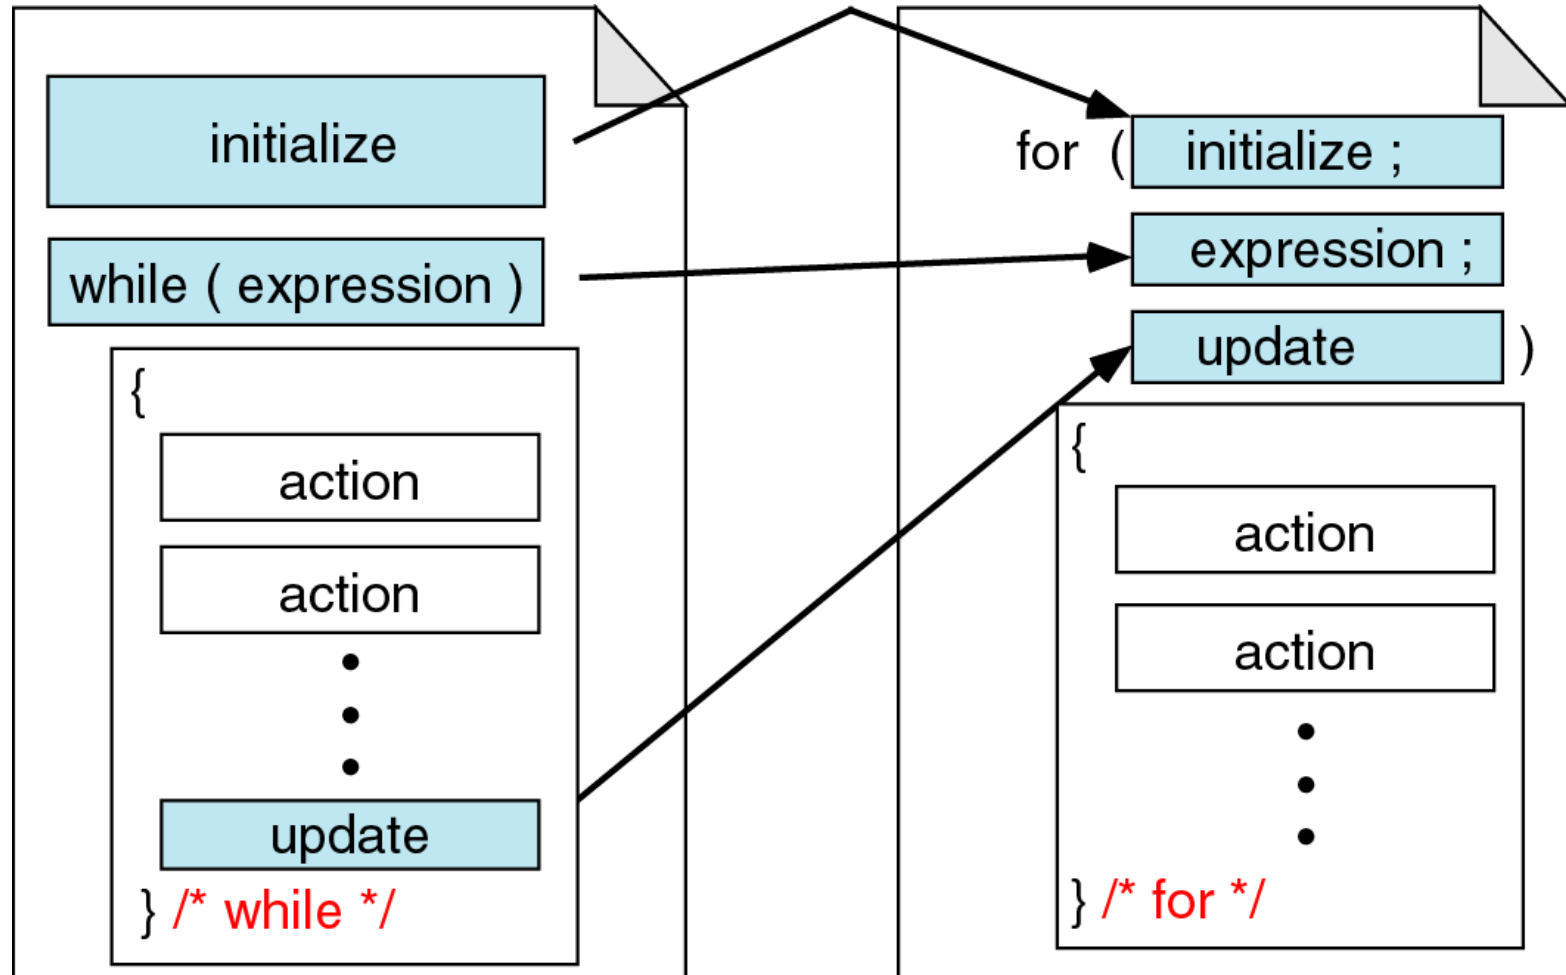 initialize
while ( expression )
{
action
action
update
} /* while */
for ( initialize ;
expression ;
update )
{
action
action
} /* for */